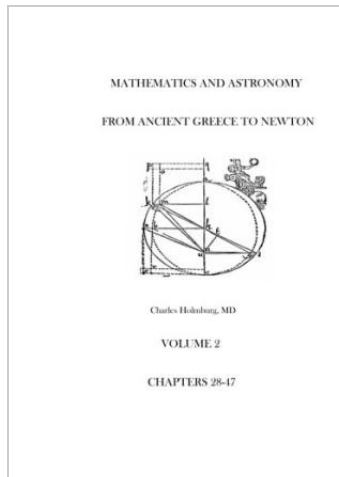 MATHEMATICS AND ASTRONOMY
FROM ANCIENT GREECE TO NEWTON
Charles Holmburg, MD
VOLUME 2
CHAPTERS 28-47